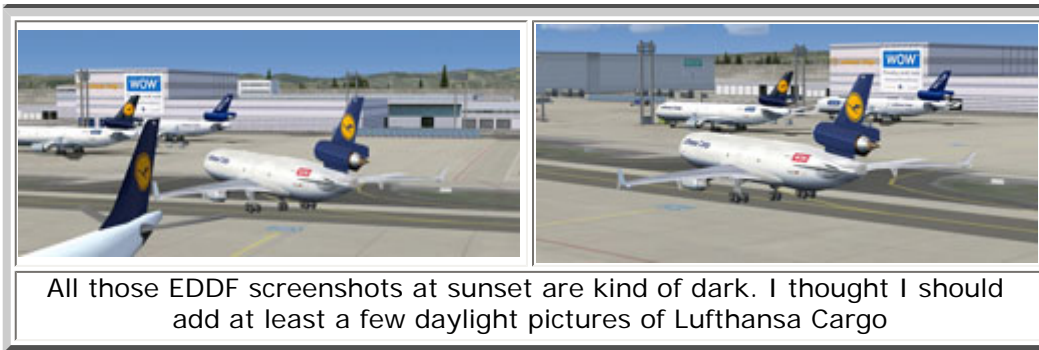 WOW
WOW
All those EDDF screenshots at sunset are kind of dark. I thought I should
add at least a few daylight pictures of Lufthansa Cargo